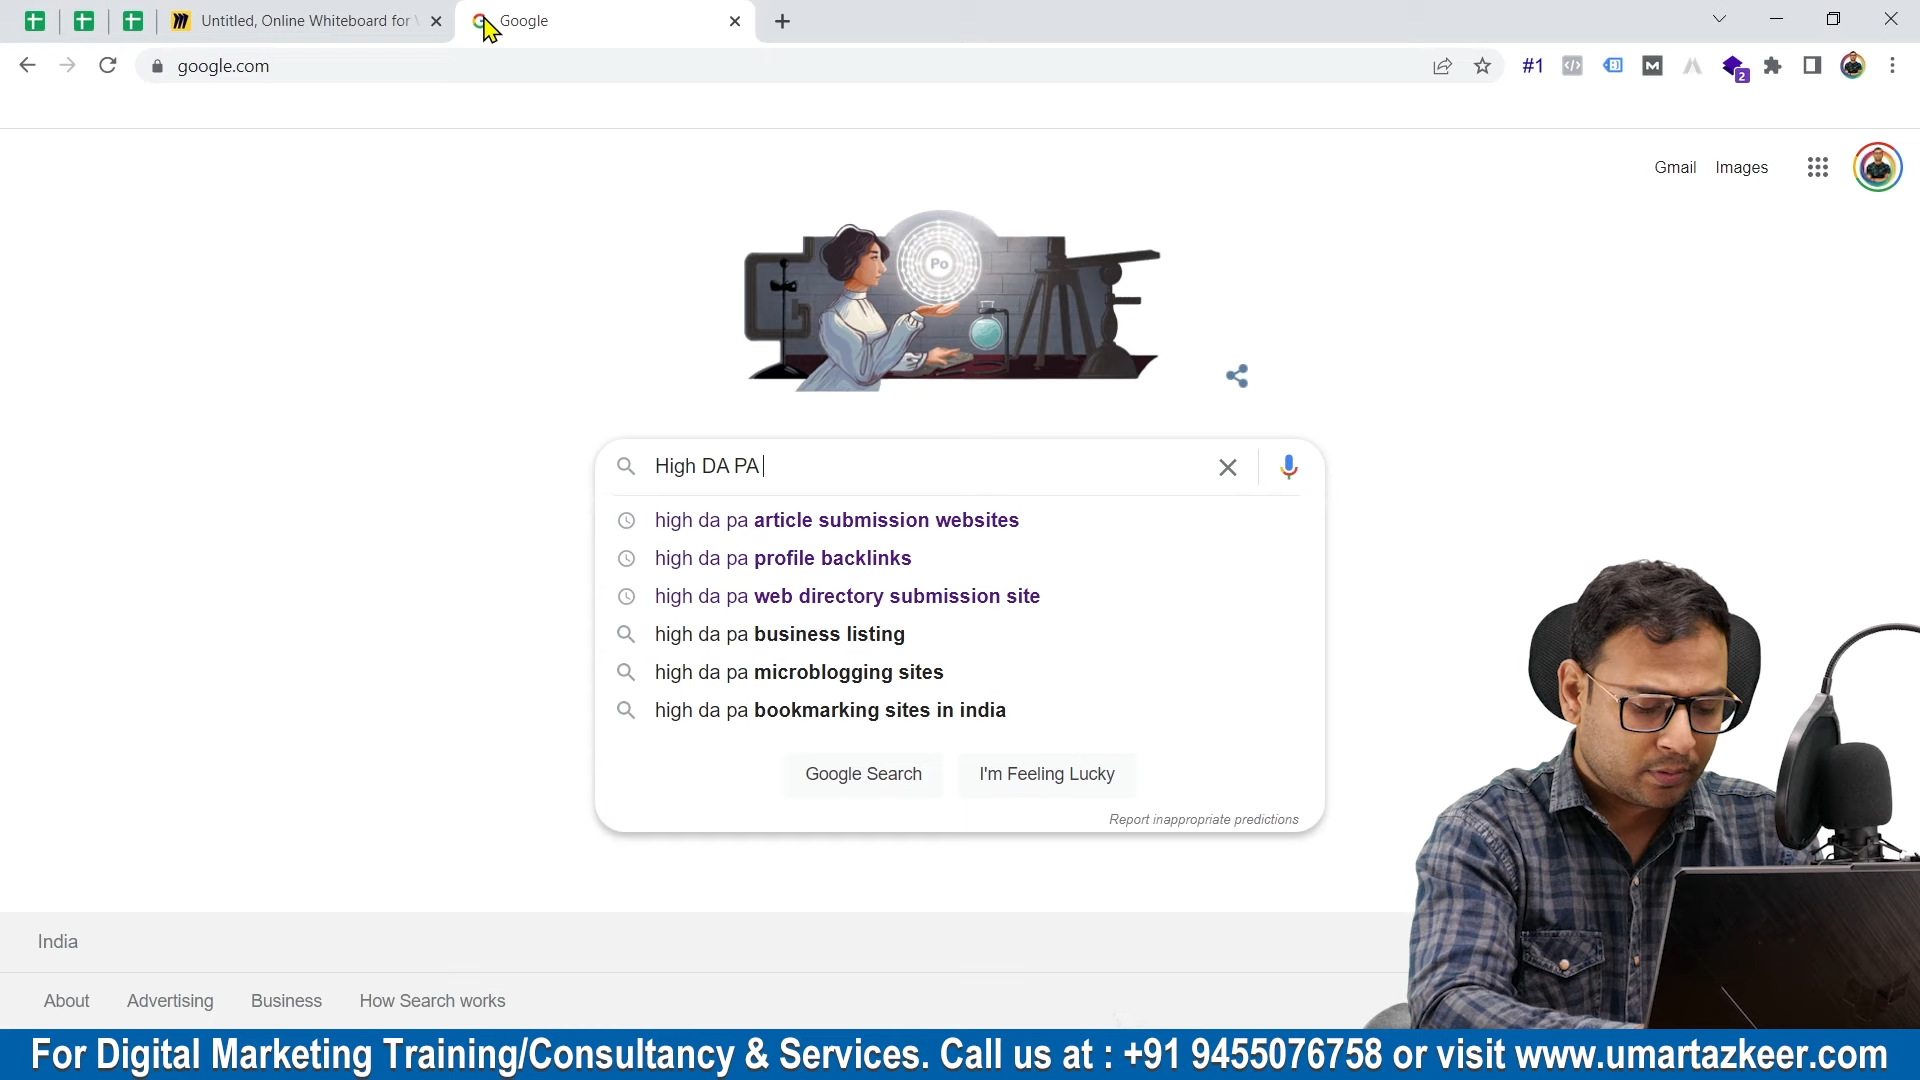 Untitled, Online Whiteboard for
Google
google.com
#1
M
2
Gmail Images
Po
High DA PA
high da pa article submission websites
high da pa profile backlinks
high da pa web directory submission site
high da pa business listing
high da pa microblogging sites
high da pa bookmarking sites in india
Google Search
I'm Feeling Lucky
Report inappropriate predictions
India
About Advertising Business How Search works
For Digital Marketing Training/Consultancy & Services. Call us at : +91 9455076758 or visit www.umartazkeer.com